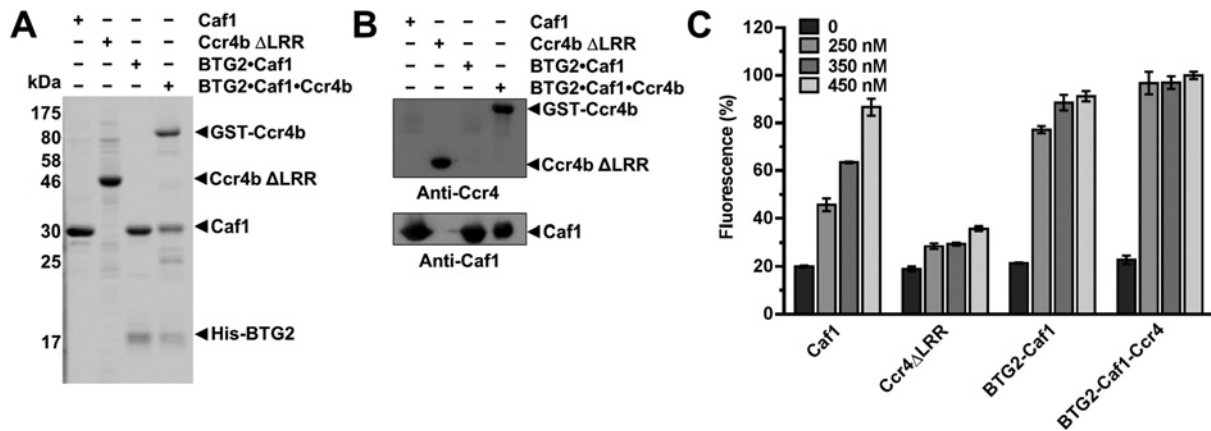 A
+ – – – Caf1
– + – – Ccr4b ΔLRR
– – + – BTG2•Caf1
– – – + BTG2•Caf1•Ccr4b
kDa
175
80
58
46
30
25
17
GST-Ccr4b
Ccr4b ΔLRR
Caf1
His-BTG2
B
+ – – – Caf1
– + – – Ccr4b ΔLRR
– – + – BTG2•Caf1
– – – + BTG2•Caf1•Ccr4b
GST-Ccr4b
Ccr4b ΔLRR
Anti-Ccr4
Caf1
Anti-Caf1
C
Fluorescence (%)
120
100
80
60
40
20
0
0
250 nM
350 nM
450 nM
Caf1
Ccr4ΔLRR
BTG2-Caf1
BTG2-Caf1-Ccr4